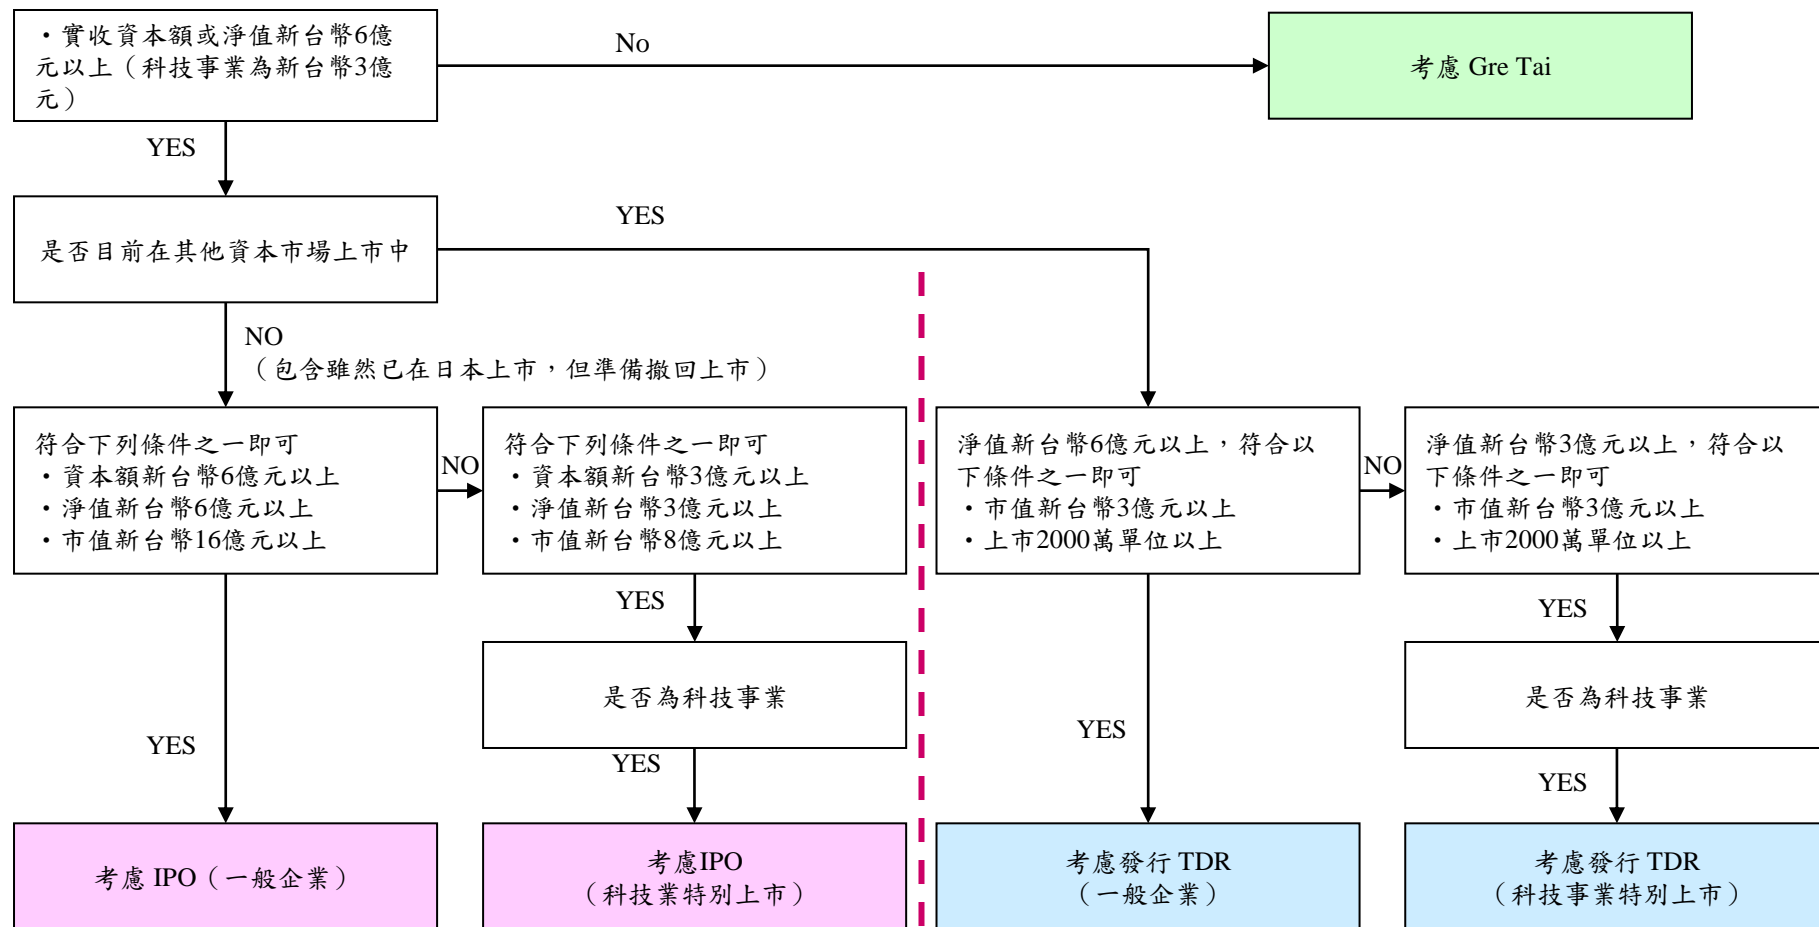 ・實收資本額或淨值新台幣6億
元以上（科技事業為新台幣3億
元）
No
考慮 Gre Tai
YES
是否目前在其他資本市場上市中
YES
NO
（包含雖然已在日本上市，但準備撤回上市）
符合下列條件之一即可
・資本額新台幣6億元以上
・淨值新台幣6億元以上
・市值新台幣16億元以上
NO
符合下列條件之一即可
・資本額新台幣3億元以上
・淨值新台幣3億元以上
・市值新台幣8億元以上
淨值新台幣6億元以上，符合以
下條件之一即可
・市值新台幣3億元以上
・上市2000萬單位以上
NO
淨值新台幣3億元以上，符合以
下條件之一即可
・市值新台幣3億元以上
・上市2000萬單位以上
YES
YES
是否為科技事業
是否為科技事業
YES
YES
YES
YES
考慮 IPO（一般企業）
考慮IPO
（科技業特別上市）
考慮發行 TDR
（一般企業）
考慮發行 TDR
（科技事業特別上市）